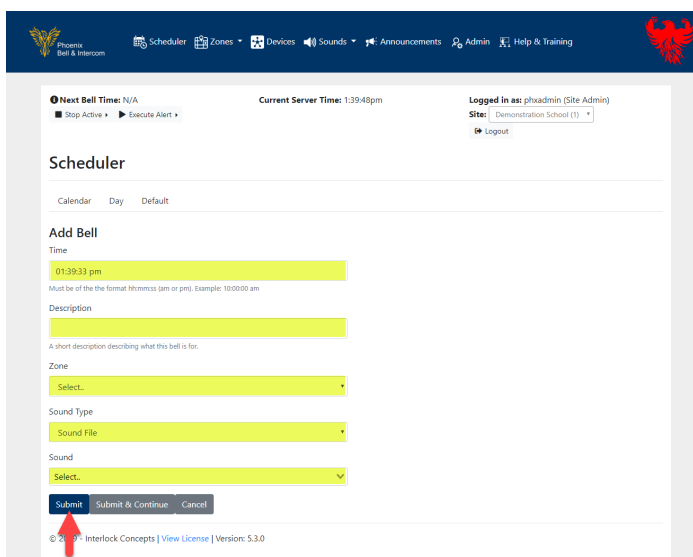 Phoenix
Bell & Intercom
Scheduler Zones Devices Sounds Announcements Admin Help & Training
Next Bell Time: N/A Current Server Time: 1:39:48pm Logged in as: phxadmin (Site Admin)
Stop Active Execute Alert Site: Demonstration School (1)
Logout
Scheduler
Calendar Day Default
Add Bell
Time
01:39:33 pm
Must be of the the format hh:mm:ss (am or pm). Example: 10:00:00 am
Description
A short description describing what this bell is for.
Zone
Select..
Sound Type
Sound File
Sound
Select..
Submit Submit & Continue Cancel
© - Interlock Concepts | View License | Version: 5.3.0